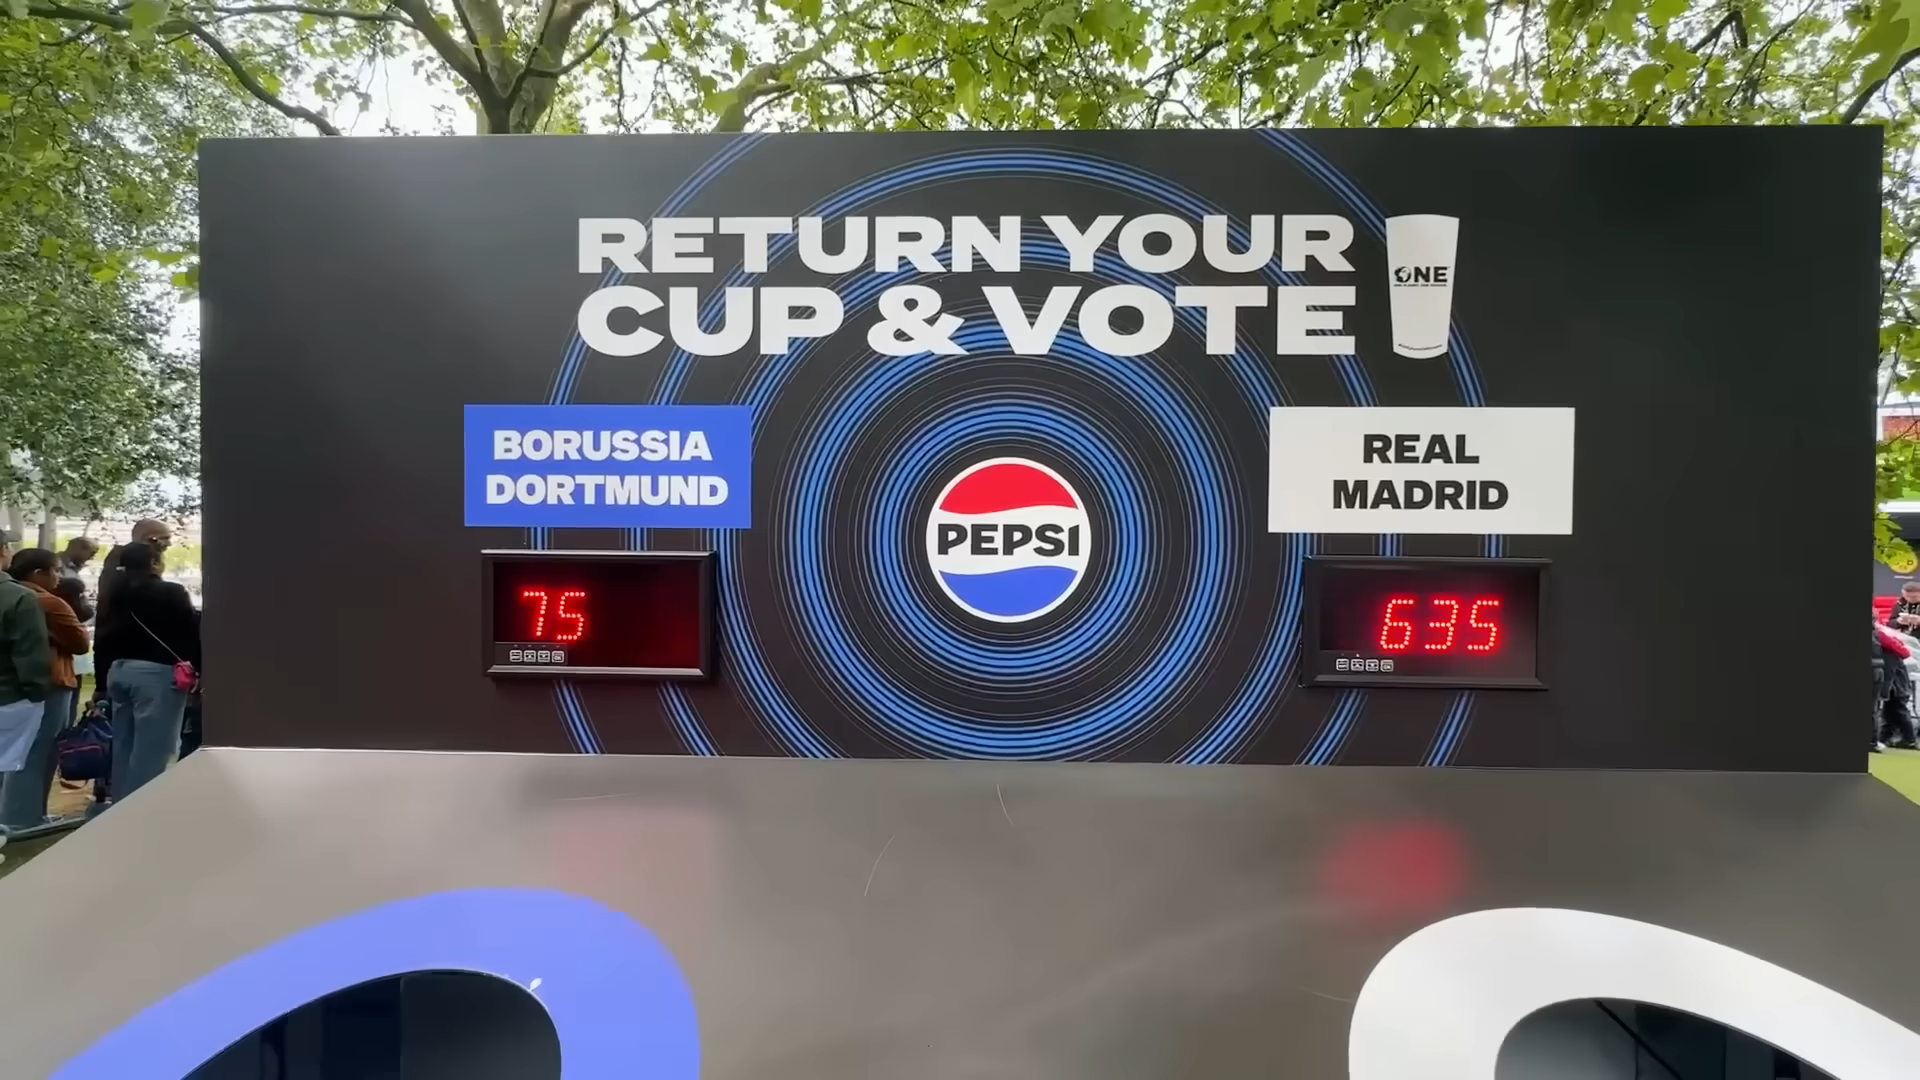 RETURN YOUR
CUP & VOTE
ONE
BORUSSIA
DORTMUND
REAL
MADRID
PEPSI
75
635